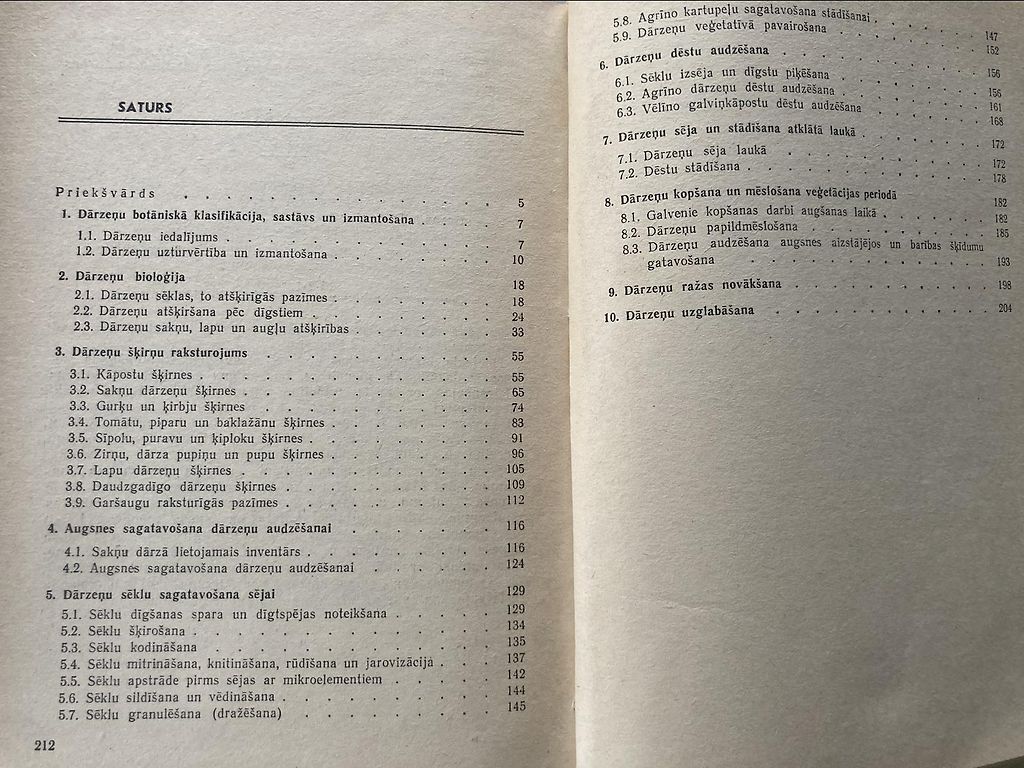 SATURS
Priekšvārds . . . . . . . . . . 5
1. Dārzeņu botāniskā klasifikācija, sastāvs un izmantošana . . . 7
1.1. Dārzeņu iedalījums . . . . . . . . . 7
1.2. Dārzeņu uzturvērtība un izmantošana . . . . . 10
2. Dārzeņu bioloģija 18
2.1. Dārzeņu sēklas, to atšķirīgās pazīmes . . . . . 18
2.2. Dārzeņu atšķiršana pēc dīgstiem . . . . . . 24
2.3. Dārzeņu sakņu, lapu un augļu atšķirības . . . . . 33
3. Dārzeņu šķirņu raksturojums . . . . . . . 55
3.1. Kāpostu šķirnes . . . . . . . . . . 55
3.2. Sakņu dārzeņu šķirnes . . . . . . . . 65
3.3. Gurķu un ķirbju šķirnes . . . . . . . 74
3.4. Tomātu, piparu un baklažānu šķirnes . . . . . 83
3.5. Sīpolu, puravu un ķiploku šķirnes . . . . . . 91
3.6. Zirņu, dārza pupiņu un pupu šķirnes . . . . . 96
3.7. Lapu dārzeņu šķirnes . . . . . . . . 105
3.8. Daudzgadīgo dārzeņu šķirnes . . . . . . . 109
3.9. Garšaugu raksturīgās pazīmes . . . . . . . 112
4. Augsnes sagatavošana dārzeņu audzēšanai . . . . . 116
4.1. Sakņu dārzā lietojamais inventārs . . . . . . 116
4.2. Augsnes sagatavošana dārzeņu audzēšanai . . . . 124
5. Dārzeņu sēklu sagatavošana sējai 129
5.1. Sēklu dīgšanas spara un dīgtspējas noteikšana . . . . 129
5.2. Sēklu šķirošana . . . . . . . . . . 134
5.3. Sēklu kodināšana . . . . . . . . . 135
5.4. Sēklu mitrināšana, knitināšana, rūdīšana un jarovizācija . . . 137
5.5. Sēklu apstrāde pirms sējas ar mikroelementiem . . . . 142
5.6. Sēklu sildīšana un vēdināšana . . . . . . . 144
5.7. Sēklu granulēšana (dražēšana) . . . . . . 145
212
5.8. Agrīno kartupeļu sagatavošana stādīšanai . . . . 147
5.9. Dārzeņu veģetatīvā pavairošana . . . . . 152
6. Dārzeņu dēstu audzēšana . . . . . . . 156
6.1. Sēklu izsēja un dīgstu piķēšana . . . . . 156
6.2. Agrīno dārzeņu dēstu audzēšana . . . . . 161
6.3. Vēlīno galviņkāpostu dēstu audzēšana . . . . 168
7. Dārzeņu sēja un stādīšana atklātā laukā . . . . 172
7.1. Dārzeņu sēja laukā . . . . . . . 172
7.2. Dēstu stādīšana . . . . . . . . 178
8. Dārzeņu kopšana un mēslošana veģetācijas periodā 182
8.1. Galvenie kopšanas darbi augšanas laikā . . . . 182
8.2. Dārzeņu papildmēslošana . . . . . . 185
8.3. Dārzeņu audzēšana augsnes aizstājējos un barības šķīdumu
gatavošana . . . . . . . . 193
9. Dārzeņu ražas novākšana . . . . . . . 198
10. Dārzeņu uzglabāšana . . . . . . . . 204